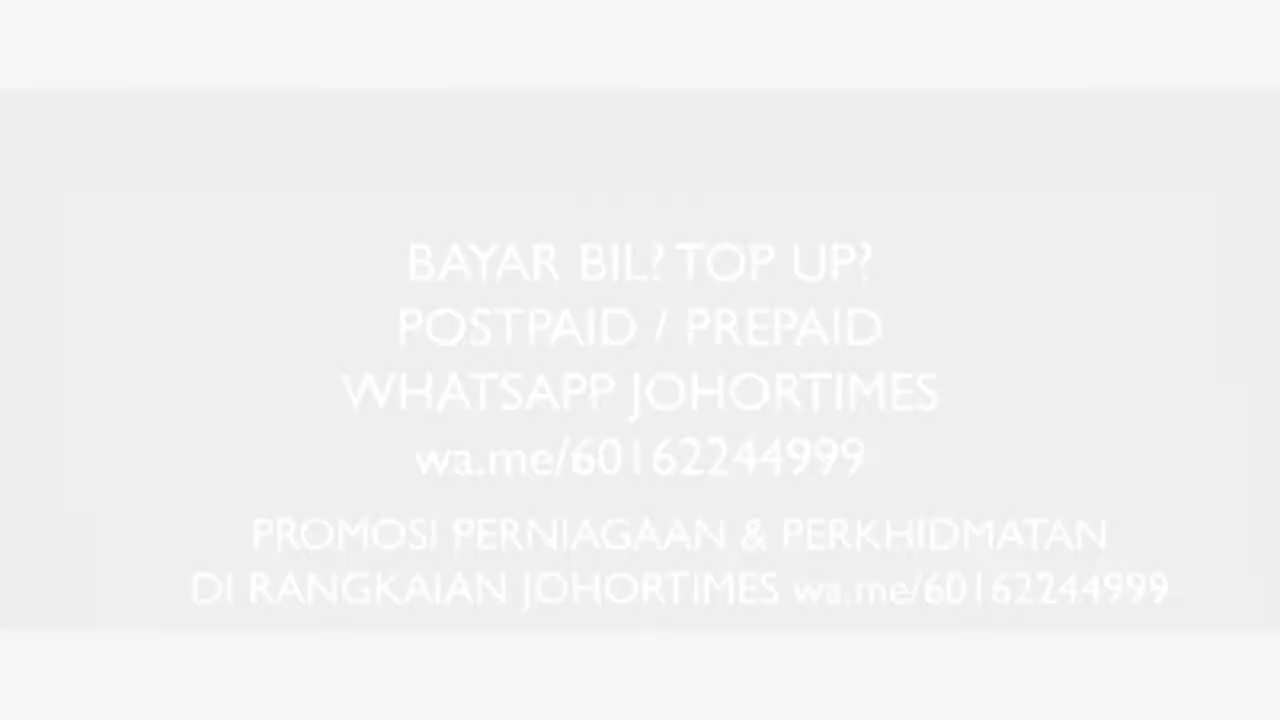 BAYAR BIL? TOP UP?
POSTPAID / PREPAID
WHATSAPP JOHORTIMES
wa.me/60162244999
PROMOSI PERNIAGAAN & PERKHIDMATAN
DI RANGKAIAN JOHORTIMES wa.me/60162244999